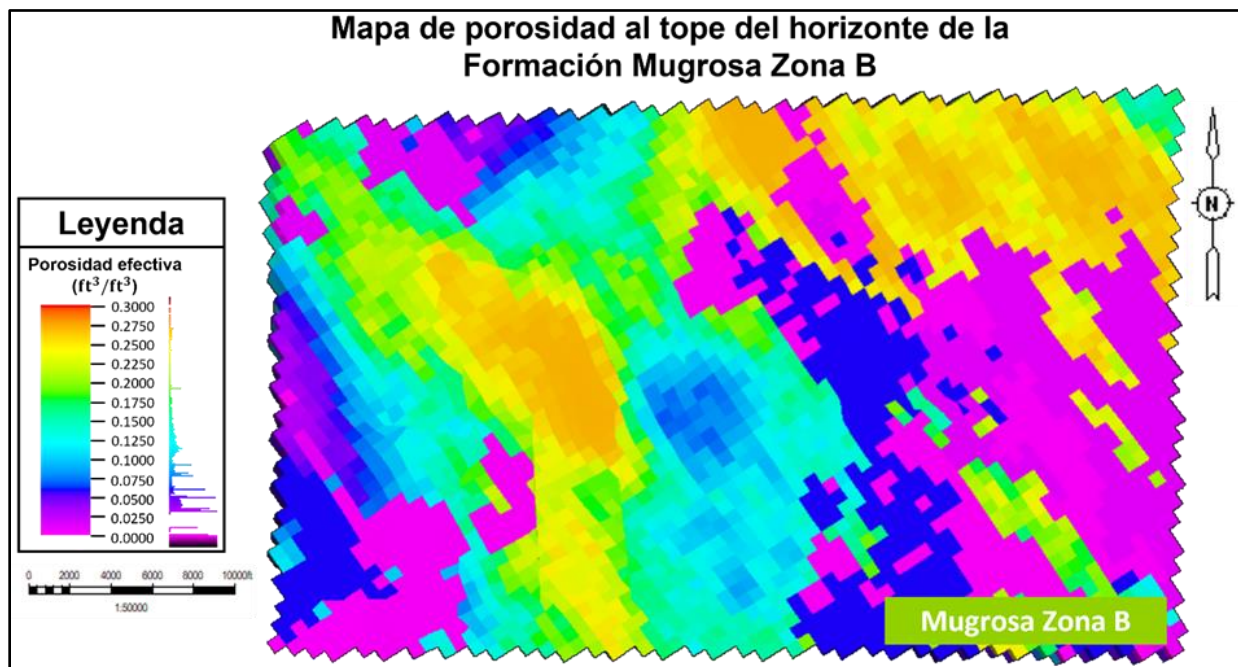 Mapa de porosidad al tope del horizonte de la
Formación Mugrosa Zona B
N
Leyenda
Porosidad efectiva
(ft³/ft³)
0.3000
0.2750
0.2500
0.2250
0.2000
0.1750
0.1500
0.1250
0.1000
0.0750
0.0500
0.0250
0.0000
0 2000 4000 6000 8000 10000ft
1:50000
Mugrosa Zona B